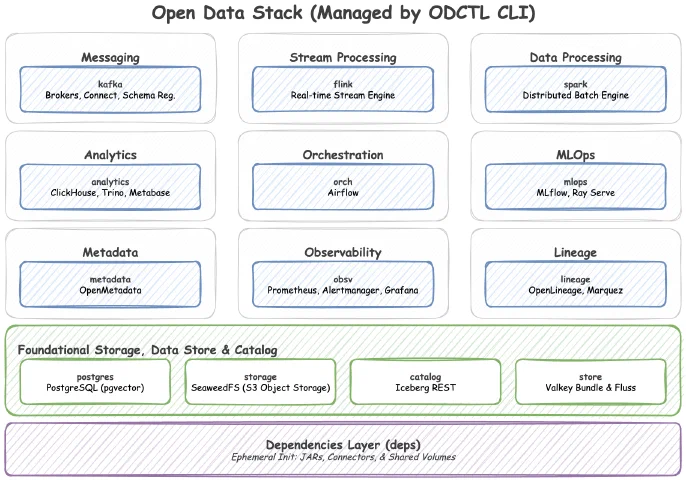 Open Data Stack (Managed by ODCTL CLI)
Messaging
kafka
Brokers, Connect, Schema Reg.
Stream Processing
flink
Real-time Stream Engine
Data Processing
spark
Distributed Batch Engine
Analytics
analytics
ClickHouse, Trino, Metabase
Orchestration
orch
Airflow
MLOps
mlops
MLflow, Ray Serve
Metadata
metadata
OpenMetadata
Observability
obsv
Prometheus, Alertmanager, Grafana
Lineage
lineage
OpenLineage, Marquez
Foundational Storage, Data Store & Catalog
postgres
PostgreSQL (pgvector)
storage
SeaweedFS (S3 Object Storage)
catalog
Iceberg REST
store
Valkey Bundle & Fluss
Dependencies Layer (deps)
Ephemeral Init: JARs, Connectors, & Shared Volumes